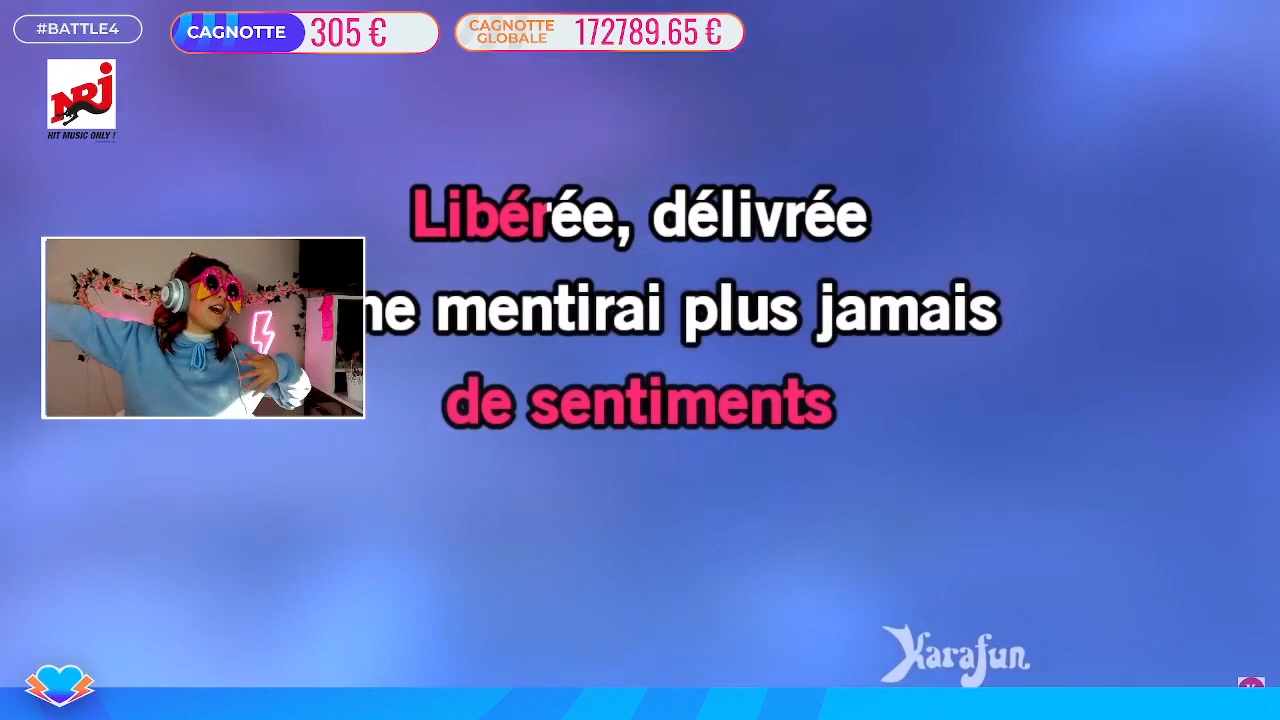 #BATTLE4
CAGNOTTE 305 €
CAGNOTTE GLOBALE 172789.65 €
NRJ
HIT MUSIC ONLY !
Libérée, délivrée
ne mentirai plus jamais
de sentiments
Karafun